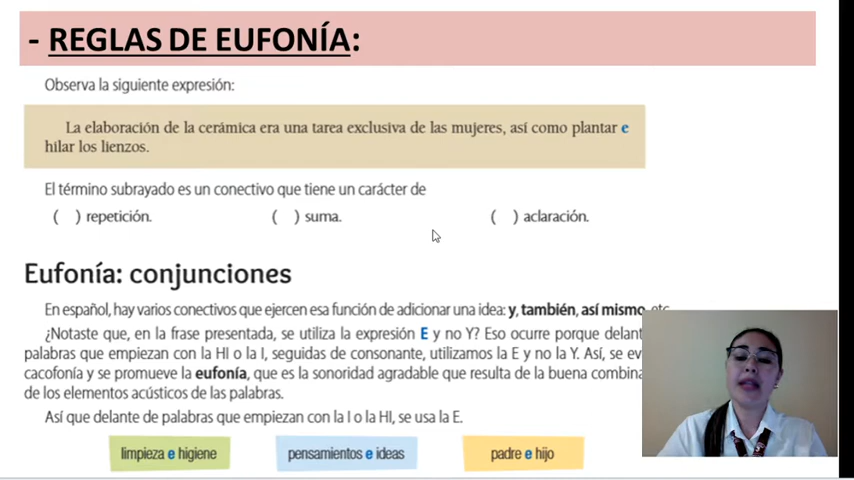 - REGLAS DE EUFONÍA:
Observa la siguiente expresión:
La elaboración de la cerámica era una tarea exclusiva de las mujeres, así como plantar e
hilar los lienzos.
El término subrayado es un conectivo que tiene un carácter de
( ) repetición. ( ) suma. ( ) aclaración.
Eufonía: conjunciones
En español, hay varios conectivos que ejercen esa función de adicionar una idea: y, también, así mismo, etc.
¿Notaste que, en la frase presentada, se utiliza la expresión E y no Y? Eso ocurre porque delant
palabras que empiezan con la HI o la I, seguidas de consonante, utilizamos la E y no la Y. Así, se ev
cacofonía y se promueve la eufonía, que es la sonoridad agradable que resulta de la buena combina
de los elementos acústicos de las palabras.
Así que delante de palabras que empiezan con la I o la HI, se usa la E.
limpieza e higiene pensamientos e ideas padre e hijo